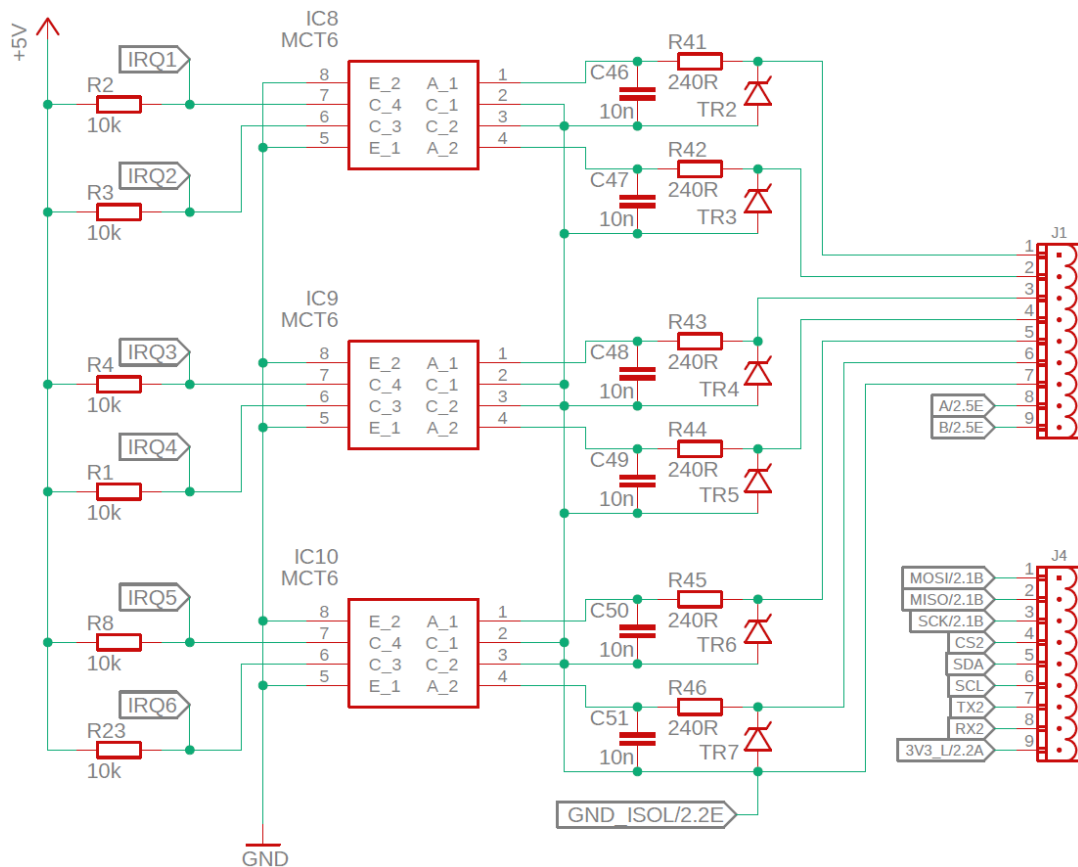 +5V
IRQ1
R2
10k
IRQ2
R3
10k
IRQ3
R4
10k
IRQ4
R1
10k
IRQ5
R8
10k
IRQ6
R23
10k
IC8
MCT6
8 E_2 A_1 1
7 C_4 C_1 2
6 C_3 C_2 3
5 E_1 A_2 4
IC9
MCT6
8 E_2 A_1 1
7 C_4 C_1 2
6 C_3 C_2 3
5 E_1 A_2 4
IC10
MCT6
8 E_2 A_1 1
7 C_4 C_1 2
6 C_3 C_2 3
5 E_1 A_2 4
GND
C46
10n
R41
240R
TR2
C47
10n
R42
240R
TR3
C48
10n
R43
240R
TR4
C49
10n
R44
240R
TR5
C50
10n
R45
240R
TR6
C51
10n
R46
240R
TR7
GND_ISOL/2.2E
J1
1
2
3
4
5
6
7
A/2.5E 8
B/2.5E 9
J4
MOSI/2.1B 1
MISO/2.1B 2
SCK/2.1B 3
CS2 4
SDA 5
SCL 6
TX2 7
RX2 8
3V3_L/2.2A 9